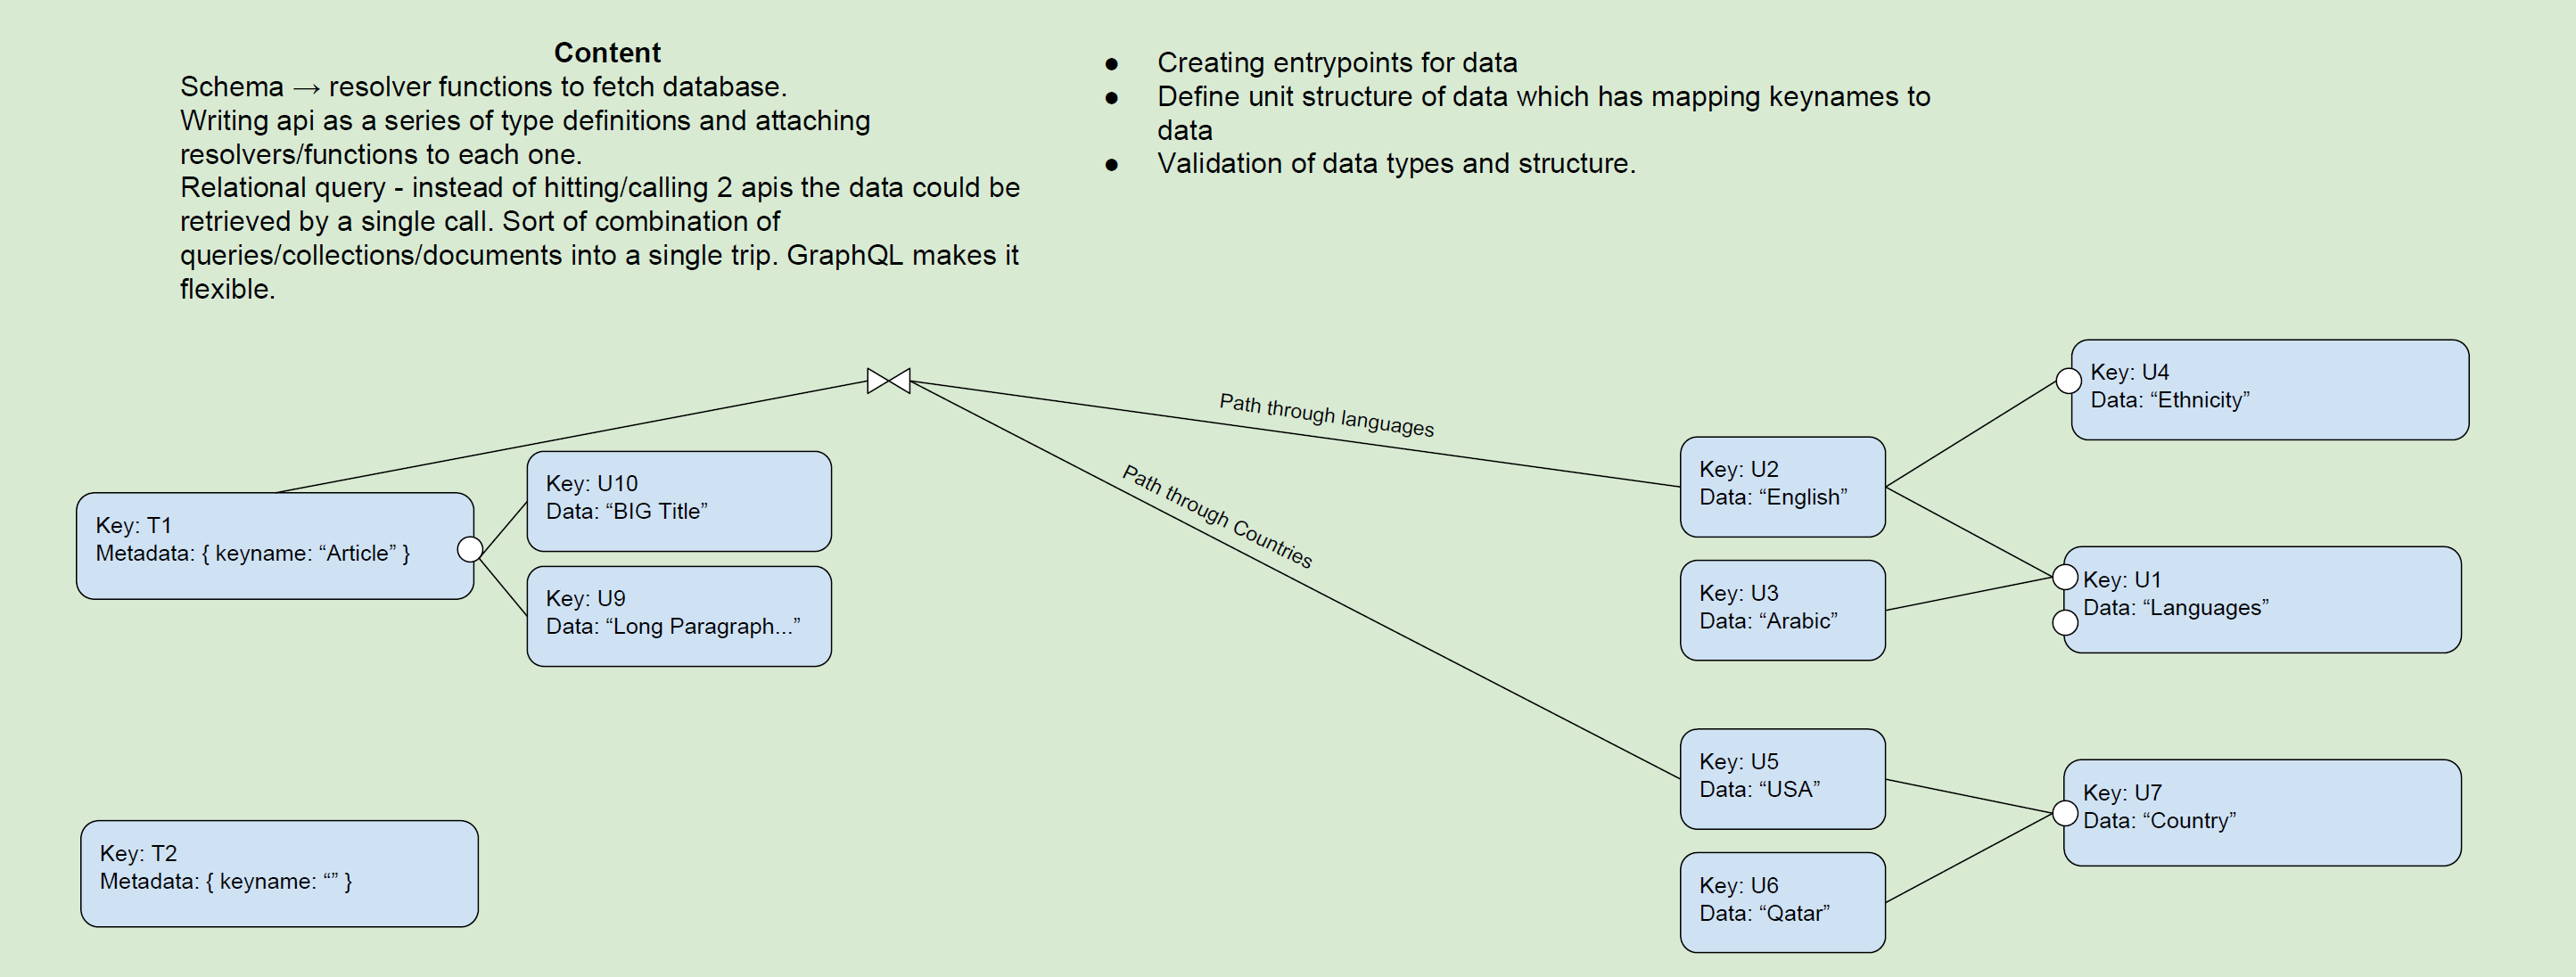 Content
Schema → resolver functions to fetch database.
Writing api as a series of type definitions and attaching
resolvers/functions to each one.
Relational query - instead of hitting/calling 2 apis the data could be
retrieved by a single call. Sort of combination of
queries/collections/documents into a single trip. GraphQL makes it
flexible.
● Creating entrypoints for data
● Define unit structure of data which has mapping keynames to
data
● Validation of data types and structure.
Path through languages
Path through Countries
Key: T1
Metadata: { keyname: “Article” }
Key: U10
Data: “BIG Title”
Key: U9
Data: “Long Paragraph...”
Key: T2
Metadata: { keyname: “” }
Key: U2
Data: “English”
Key: U3
Data: “Arabic”
Key: U5
Data: “USA”
Key: U6
Data: “Qatar”
Key: U4
Data: “Ethnicity”
Key: U1
Data: “Languages”
Key: U7
Data: “Country”